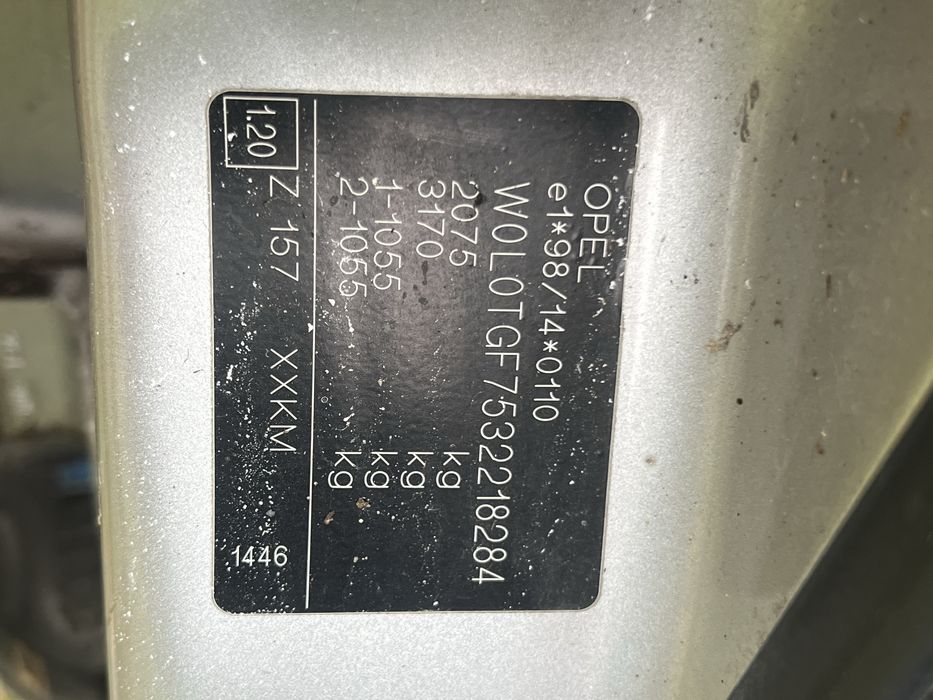 OPEL
e1*98/14*0110
W0L0TGF7532218284
2075 kg
3170 kg
1-1055 kg
2-1055 kg
1.20 Z 157 XXKM 1446